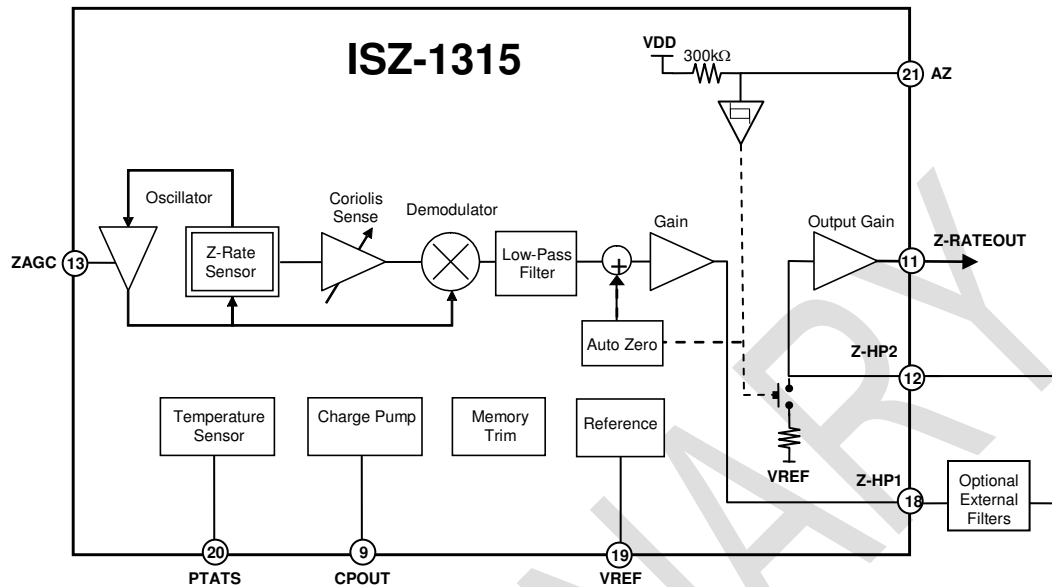 ISZ-1315
VDD
300kΩ
21
AZ
Oscillator
Coriolis
Sense
Demodulator
Gain
Output Gain
Z-RATEOUT
ZAGC
13
Z-Rate
Sensor
Low-Pass
Filter
+
11
Auto Zero
Z-HP2
12
Temperature
Sensor
Charge Pump
Memory
Trim
Reference
VREF
Z-HP1
18
Optional
External
Filters
20
9
19
PTATS
CPOUT
VREF
NARY